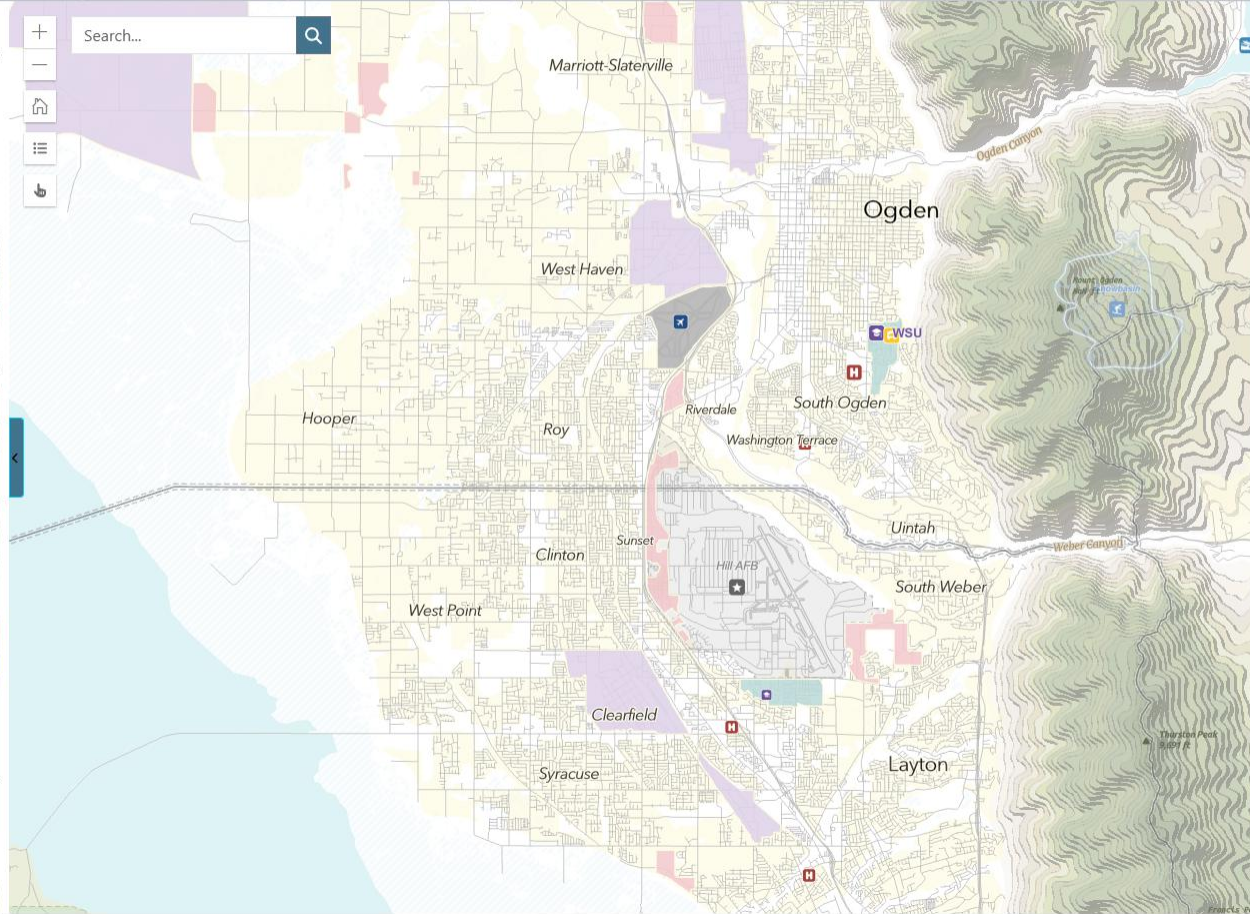 Search...
Marriott-Slaterville
Ogden Canyon
Ogden
West Haven
Snowbasin
WSU
South Ogden
Riverdale
Hooper
Roy
Washington Terrace
Uintah
Sunset
Weber Canyon
Clinton
Hill AFB
South Weber
West Point
Clearfield
Thurston Peak
Layton
Syracuse
H
H
H
H